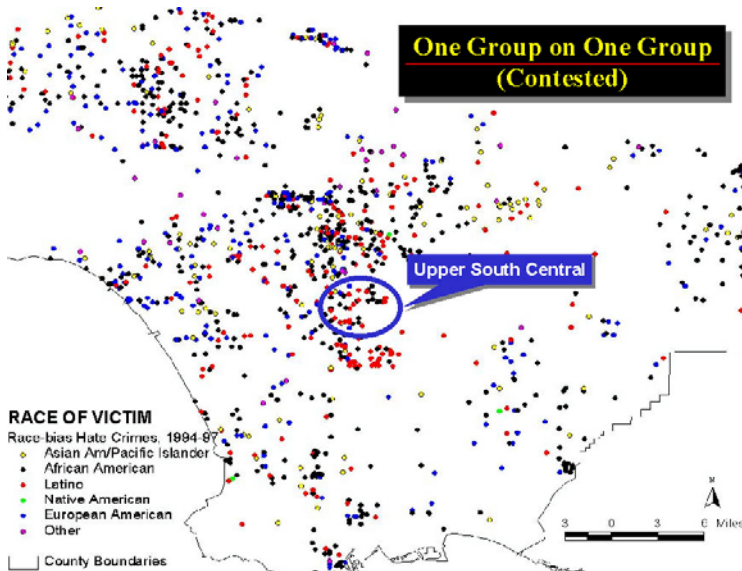 One Group on One Group
(Contested)
Upper South Central
RACE OF VICTIM
Race-bias Hate Crimes, 1994-97
Asian Am/Pacific Islander
African American
Latino
Native American
European American
Other
County Boundaries
N
3 0 3 6 Miles